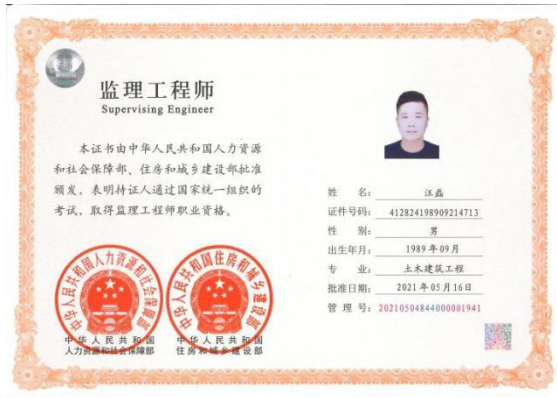 监理工程师
Supervising Engineer
本证书由中华人民共和国人力资源
和社会保障部、住房和城乡建设部批准
颁发，表明持证人通过国家统一组织的
考试，取得监理工程师职业资格。
中华人民共和国人力资源和社会保障部
中华人民共和国住房和城乡建设部
中华人民共和国
人力资源和社会保障部
中华人民共和国
住房和城乡建设部
姓 名： 汪磊
证件号码： 412824198909214713
性 别： 男
出生年月： 1989年09月
专 业： 土木建筑工程
批准日期： 2021年05月16日
管 理 号： 20210504844000001941